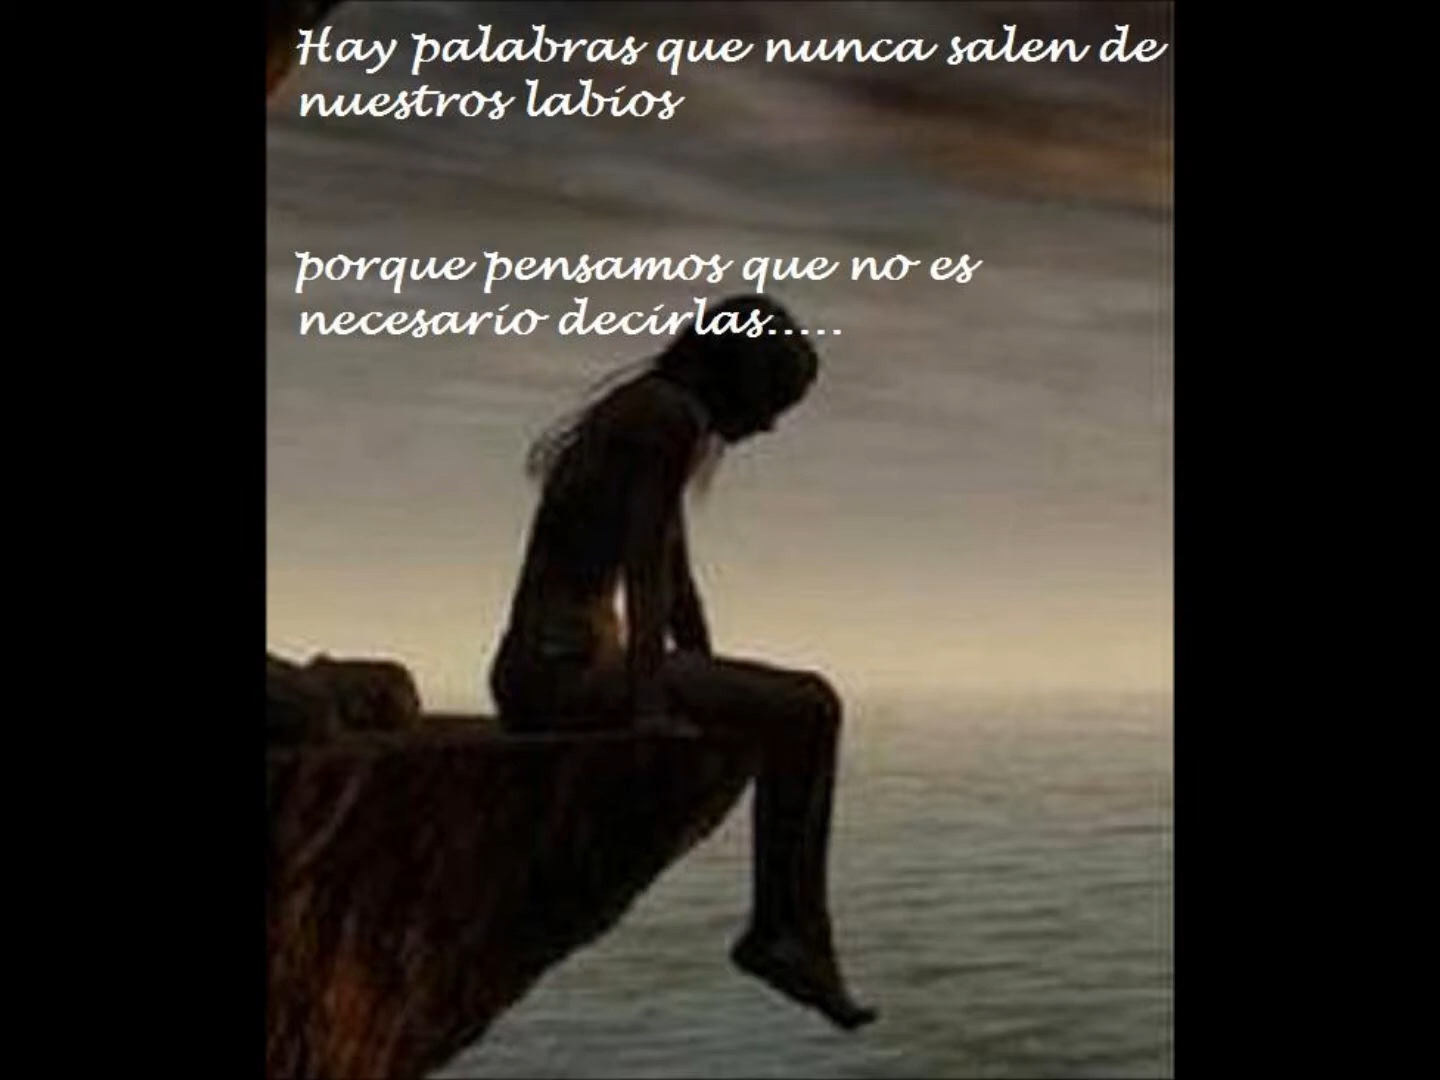 Hay palabras que nunca salen de
nuestros labios
porque pensamos que no es
necesario decirlas.....